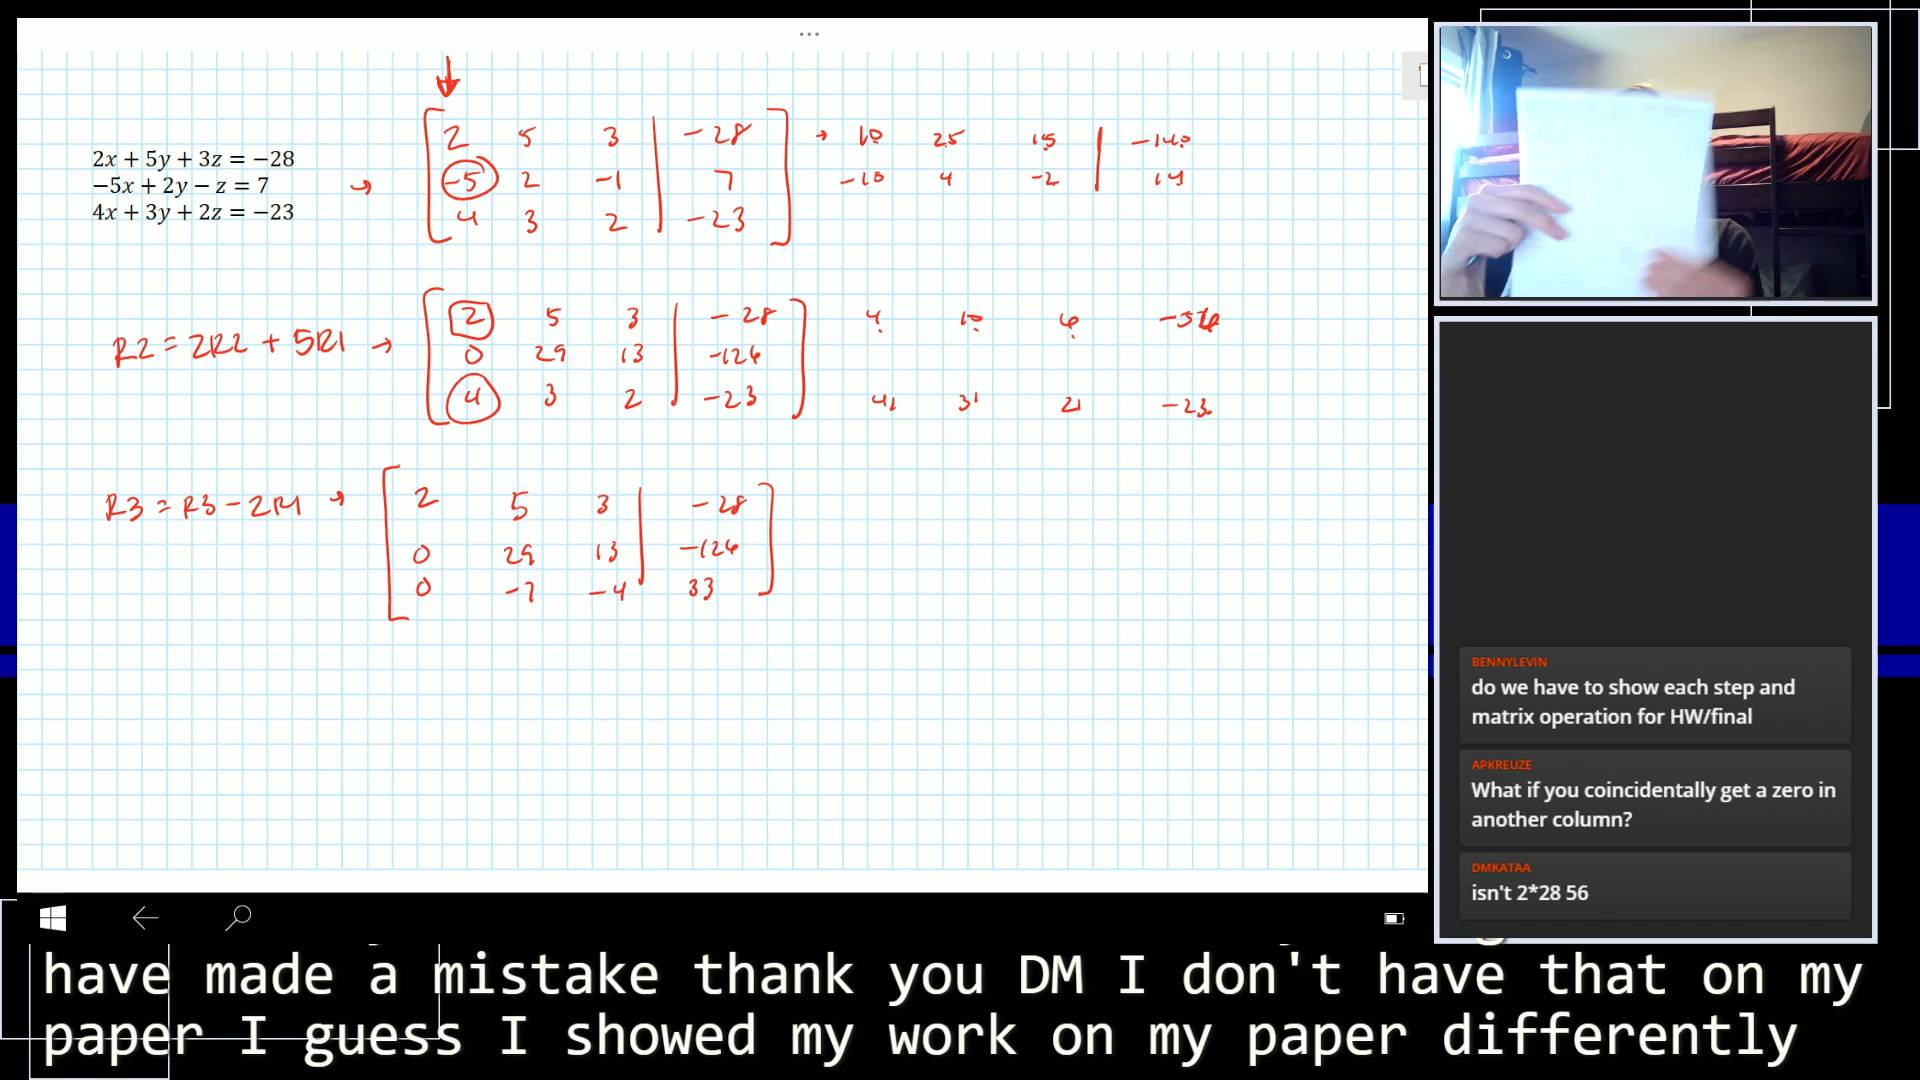 2x + 5y + 3z = −28
−5x + 2y − z = 7
4x + 3y + 2z = −23
→
2 5 3 | -28 → 10 25 15 | -140
-5 2 -1 | 7 -10 4 -2 | 14
4 3 2 | -23
R2 = 2R2 + 5R1 →
2 5 3 | -28 4 10 6 -56
0 29 13 | -126
4 3 2 | -23 4 3 2 -23
R3 = R3 - 2R1 →
2 5 3 | -28
0 29 13 | -126
0 -7 -4 33
BENNYLEVIN
do we have to show each step and
matrix operation for HW/final
APKREUZE
What if you coincidentally get a zero in
another column?
DMKATAA
isn't 2*28 56
have made a mistake thank you DM I don't have that on my
paper I guess I showed my work on my paper differently